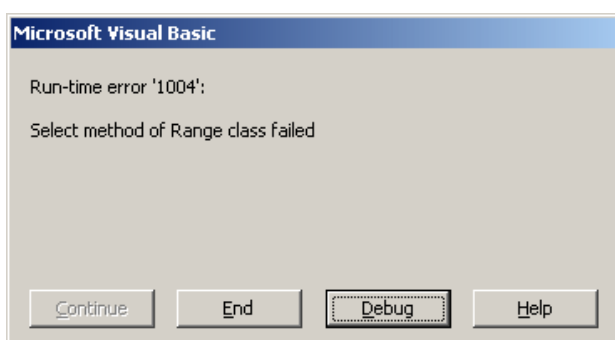 Microsoft Visual Basic
Run-time error '1004':
Select method of Range class failed
Continue End Debug Help